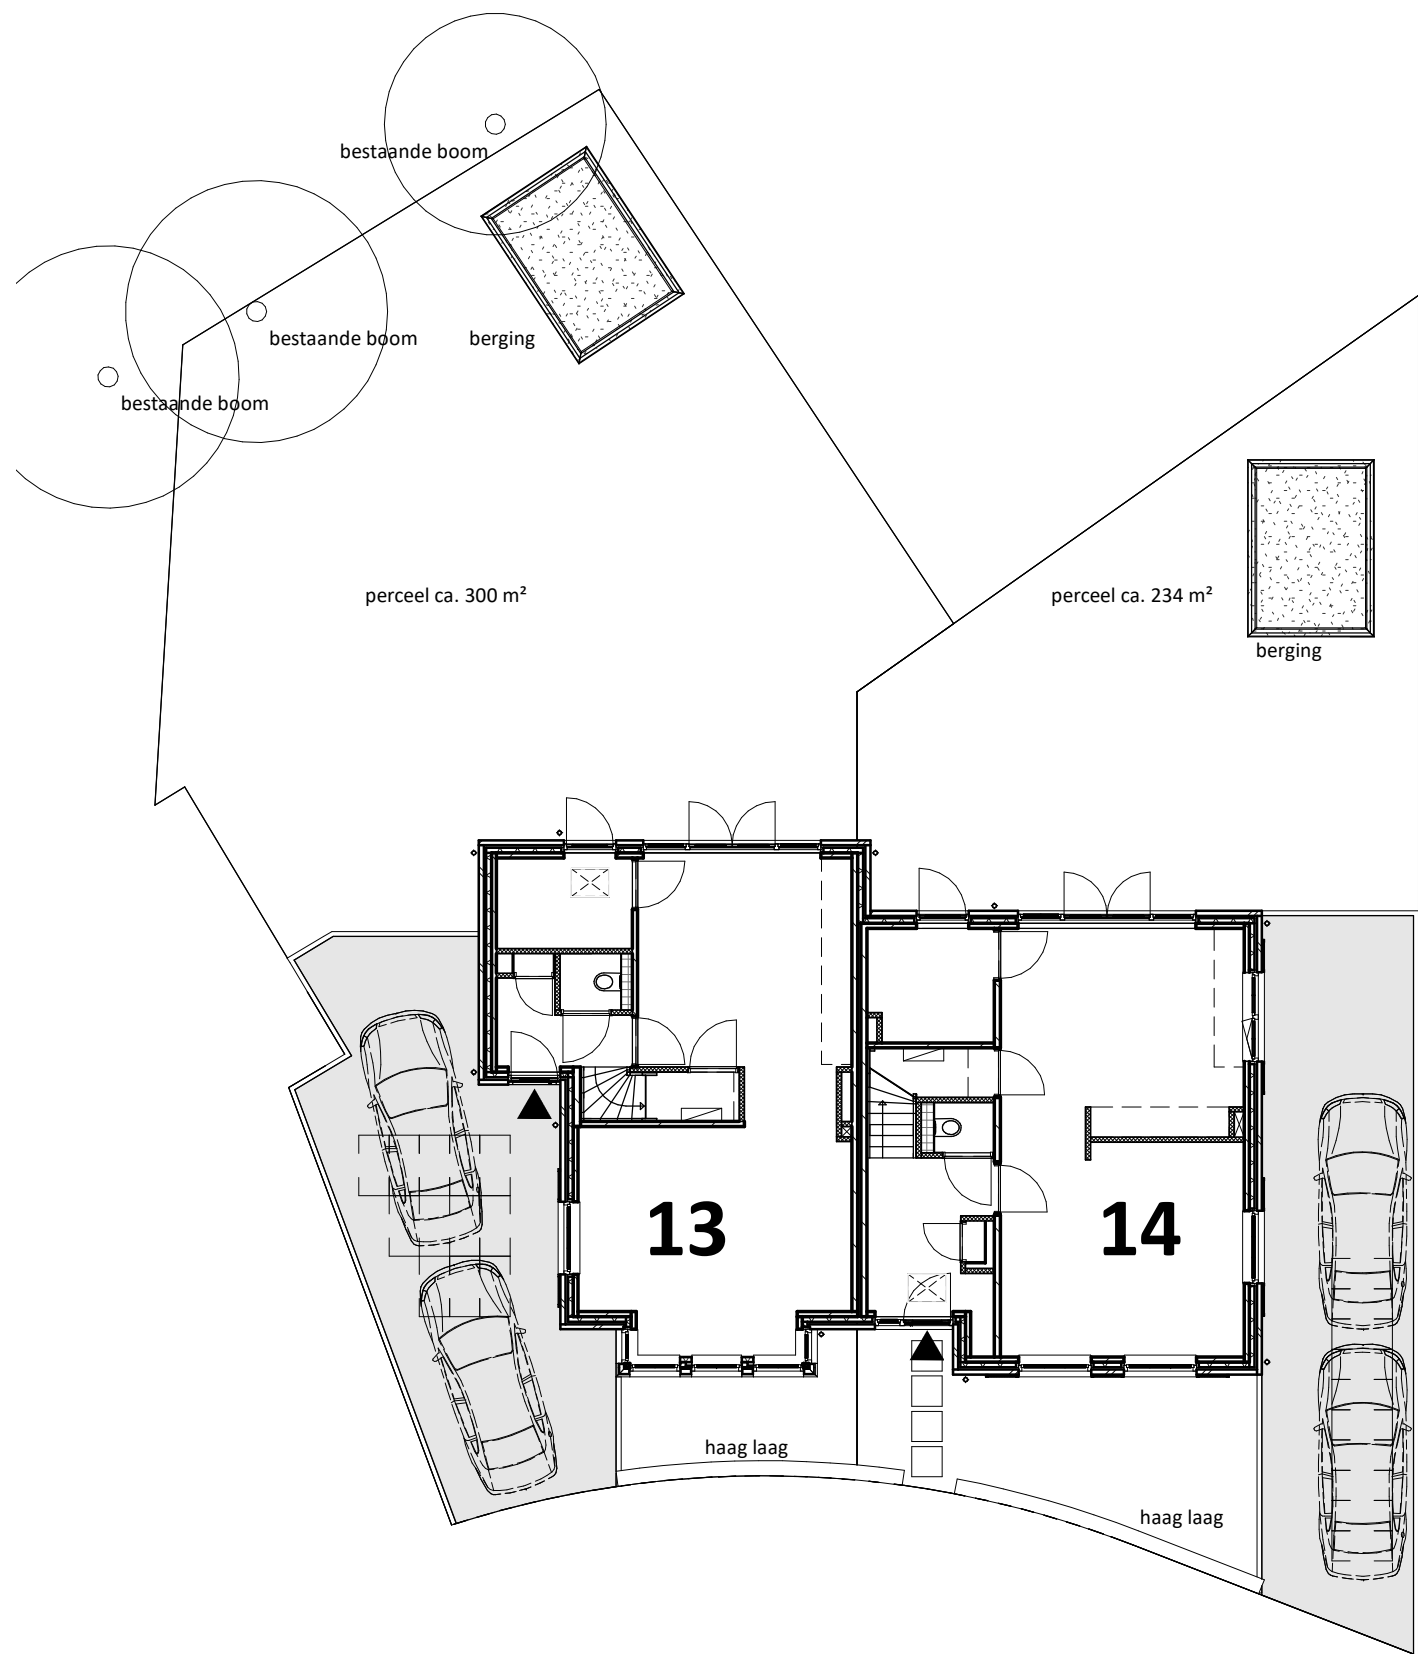 bestaande boom
bestaande boom
berging
bestaande boom
perceel ca. 300 m²
perceel ca. 234 m²
berging
13
14
haag laag
haag laag